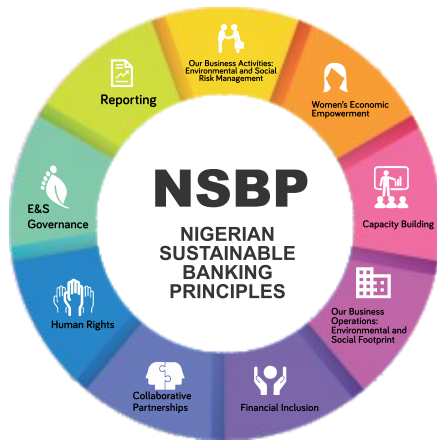 NSBP
NIGERIAN
SUSTAINABLE
BANKING
PRINCIPLES
Our Business Activities:
Environmental and Social
Risk Management
Women's Economic
Empowerment
Capacity Building
Our Business
Operations:
Environmental and
Social Footprint
Financial Inclusion
Collaborative
Partnerships
Human Rights
E&S
Governance
Reporting